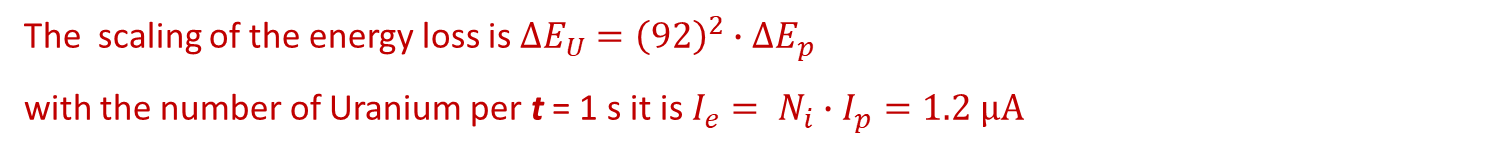 The scaling of the energy loss is ΔE_U = (92)² · ΔE_p
with the number of Uranium per t = 1 s it is I_e = N_i · I_p = 1.2 μA